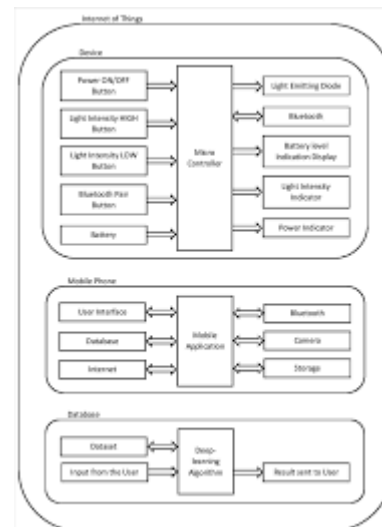 Internet of Things
Device
Power ON/OFF
Button
Light Intensity HIGH
Button
Light Intensity LOW
Button
Bluetooth Pair
Button
Battery
Micro
Controller
Light Emitting Diode
Bluetooth
Battery level
Indication Display
Light Intensity
Indicator
Power Indicator
Mobile Phone
User Interface
Database
Internet
Mobile
Application
Bluetooth
Camera
Storage
Database
Dataset
Input from the User
Deep-
learning
Algorithm
Result sent to User